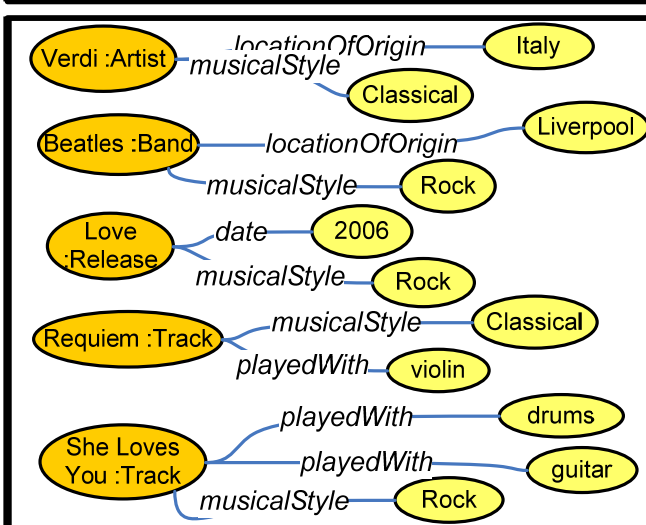 Verdi :Artist
locationOfOrigin
Italy
musicalStyle
Classical
Beatles :Band
locationOfOrigin
Liverpool
musicalStyle
Rock
Love
:Release
date
2006
musicalStyle
Rock
Requiem :Track
musicalStyle
Classical
playedWith
violin
She Loves
You :Track
playedWith
drums
playedWith
guitar
musicalStyle
Rock